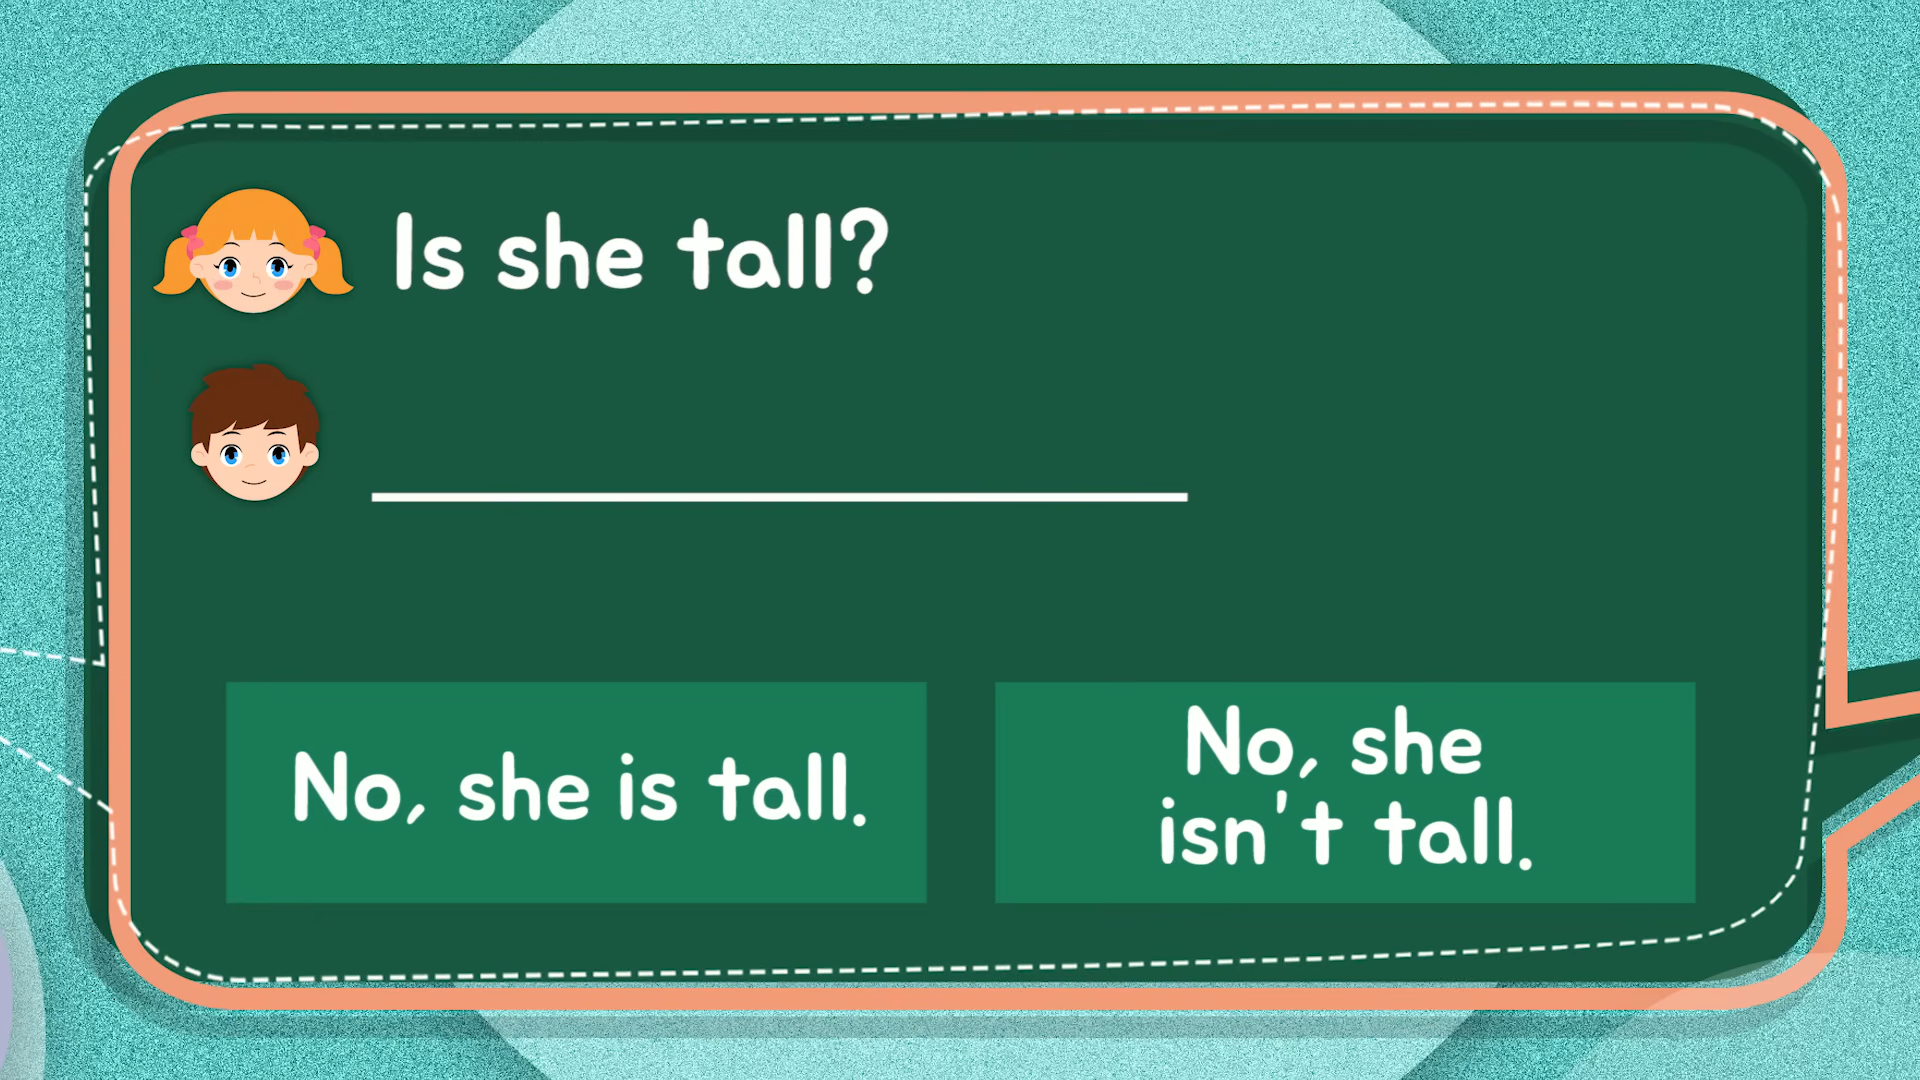 Is she tall?
No, she is tall.
No, she
isn't tall.